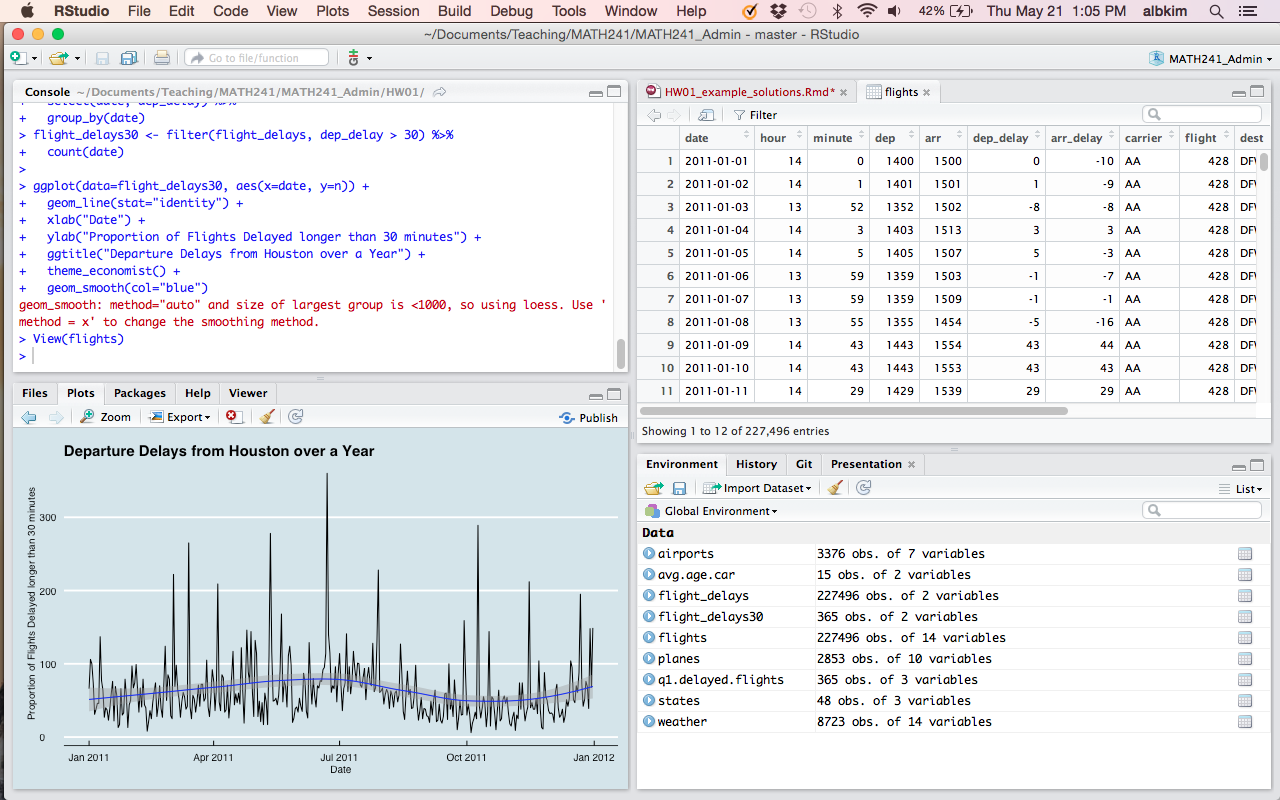 RStudio File Edit Code View Plots Session Build Debug Tools Window Help 42% Thu May 21 1:05 PM albkim
~/Documents/Teaching/MATH241/MATH241_Admin - master - RStudio
Go to file/function MATH241_Admin
Console ~/Documents/Teaching/MATH241/MATH241_Admin/HW01/
+ select(date, dep_delay) %>%
+ group_by(date)
> flight_delays30 <- filter(flight_delays, dep_delay > 30) %>%
+ count(date)
>
> ggplot(data=flight_delays30, aes(x=date, y=n)) +
+ geom_line(stat="identity") +
+ xlab("Date") +
+ ylab("Proportion of Flights Delayed longer than 30 minutes") +
+ ggtitle("Departure Delays from Houston over a Year") +
+ theme_economist() +
+ geom_smooth(col="blue")
geom_smooth: method="auto" and size of largest group is <1000, so using loess. Use '
method = x' to change the smoothing method.
> View(flights)
>
Files Plots Packages Help Viewer
Zoom Export Publish
Departure Delays from Houston over a Year
Proportion of Flights Delayed longer than 30 minutes
300
200
100
0
Jan 2011 Apr 2011 Jul 2011 Oct 2011 Jan 2012
Date
HW01_example_solutions.Rmd* flights
Filter
date hour minute dep arr dep_delay arr_delay carrier flight dest
1 2011-01-01 14 0 1400 1500 0 -10 AA 428 DFW
2 2011-01-02 14 1 1401 1501 1 -9 AA 428 DFW
3 2011-01-03 13 52 1352 1502 -8 -8 AA 428 DFW
4 2011-01-04 14 3 1403 1513 3 3 AA 428 DFW
5 2011-01-05 14 5 1405 1507 5 -3 AA 428 DFW
6 2011-01-06 13 59 1359 1503 -1 -7 AA 428 DFW
7 2011-01-07 13 59 1359 1509 -1 -1 AA 428 DFW
8 2011-01-08 13 55 1355 1454 -5 -16 AA 428 DFW
9 2011-01-09 14 43 1443 1554 43 44 AA 428 DFW
10 2011-01-10 14 43 1443 1553 43 43 AA 428 DFW
11 2011-01-11 14 29 1429 1539 29 29 AA 428 DFW
Showing 1 to 12 of 227,496 entries
Environment History Git Presentation
Import Dataset List
Global Environment
Data
airports 3376 obs. of 7 variables
avg.age.car 15 obs. of 2 variables
flight_delays 227496 obs. of 2 variables
flight_delays30 365 obs. of 2 variables
flights 227496 obs. of 14 variables
planes 2853 obs. of 10 variables
q1.delayed.flights 365 obs. of 3 variables
states 48 obs. of 3 variables
weather 8723 obs. of 14 variables